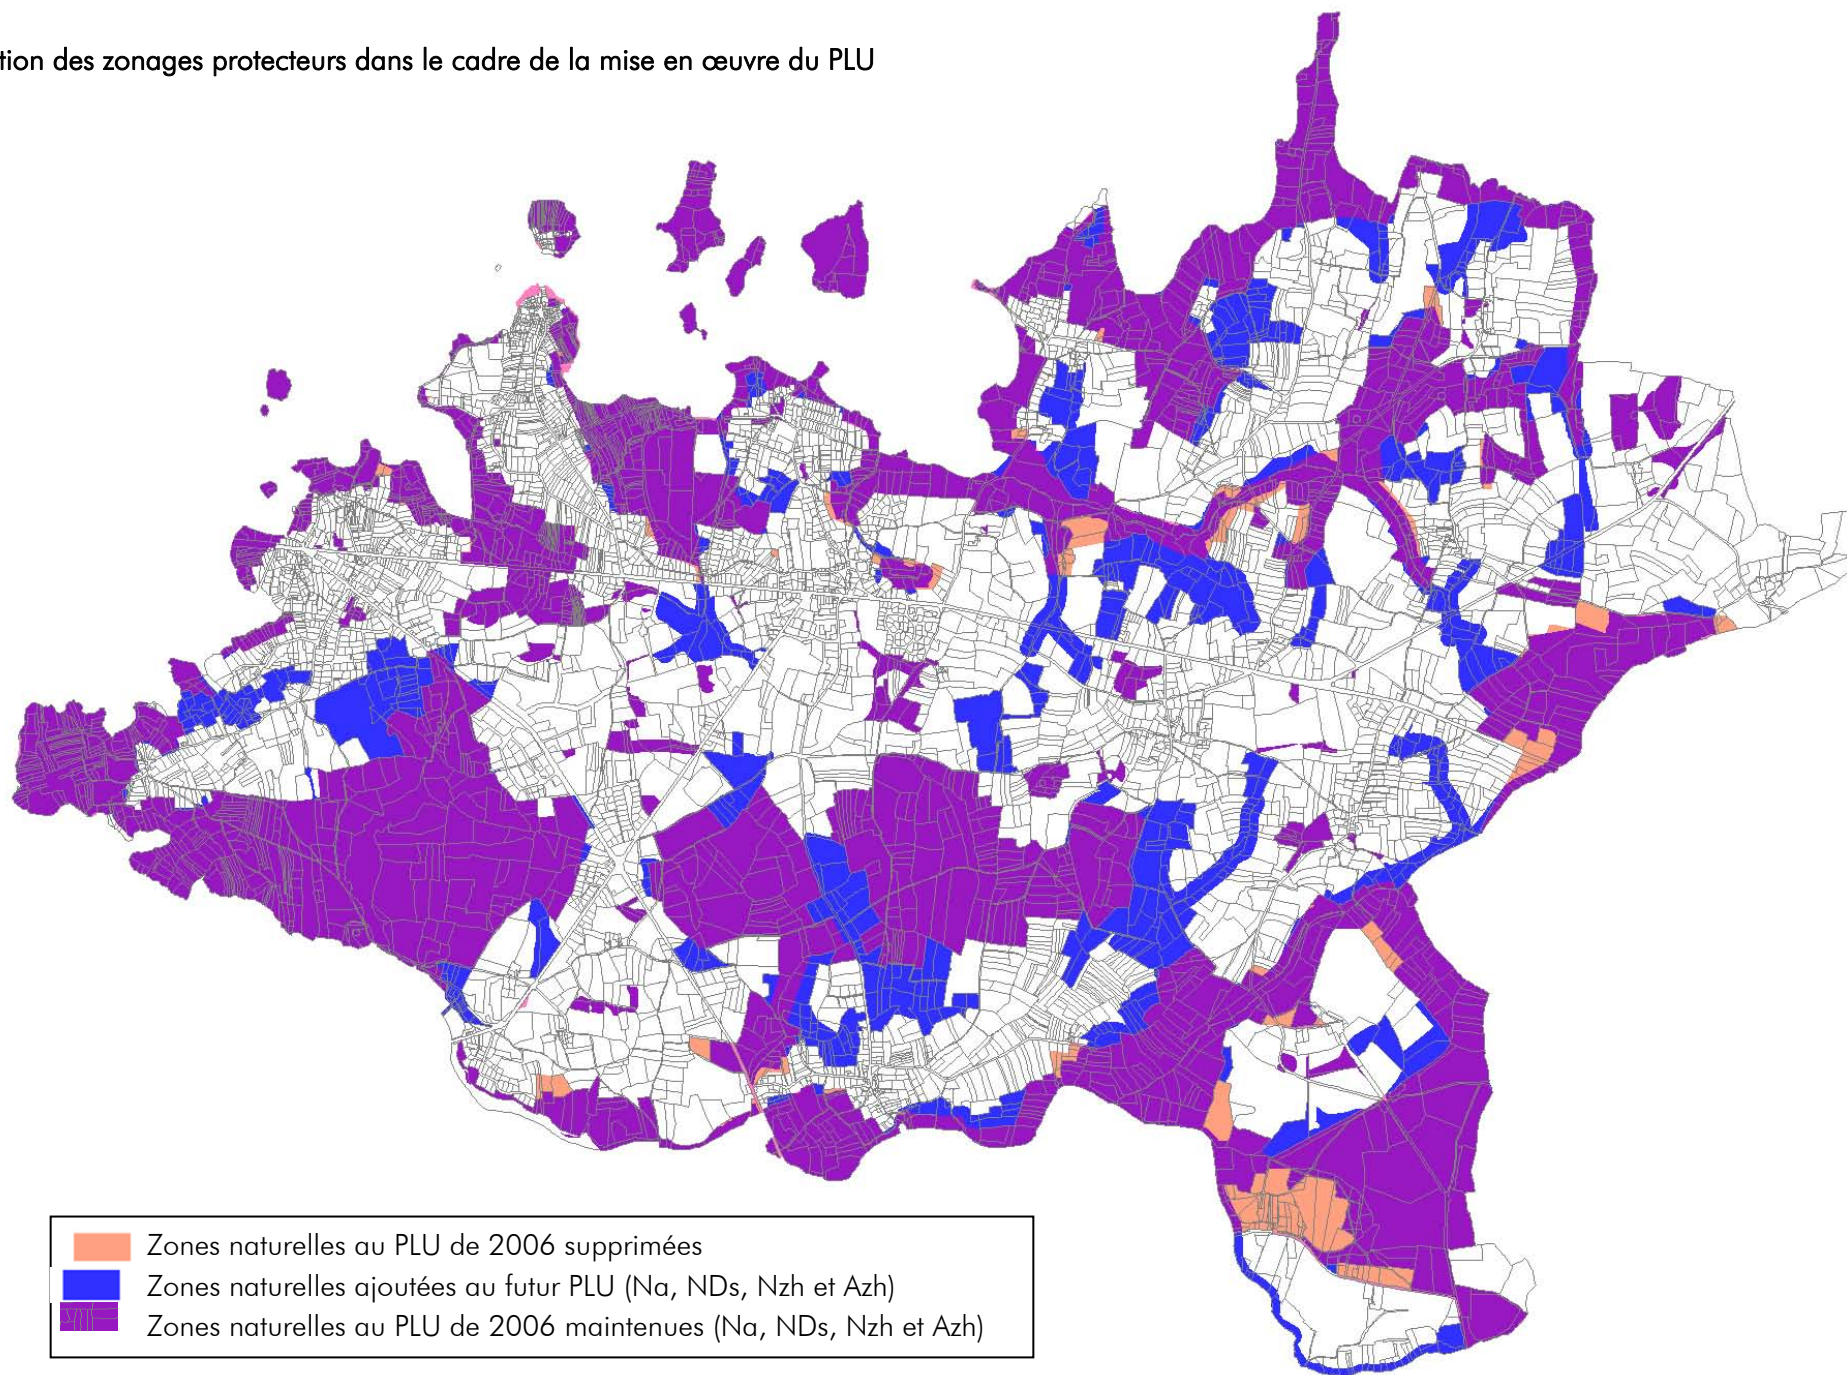 tion des zonages protecteurs dans le cadre de la mise en œuvre du PLU
Zones naturelles au PLU de 2006 supprimées
Zones naturelles ajoutées au futur PLU (Na, NDs, Nzh et Azh)
Zones naturelles au PLU de 2006 maintenues (Na, NDs, Nzh et Azh)